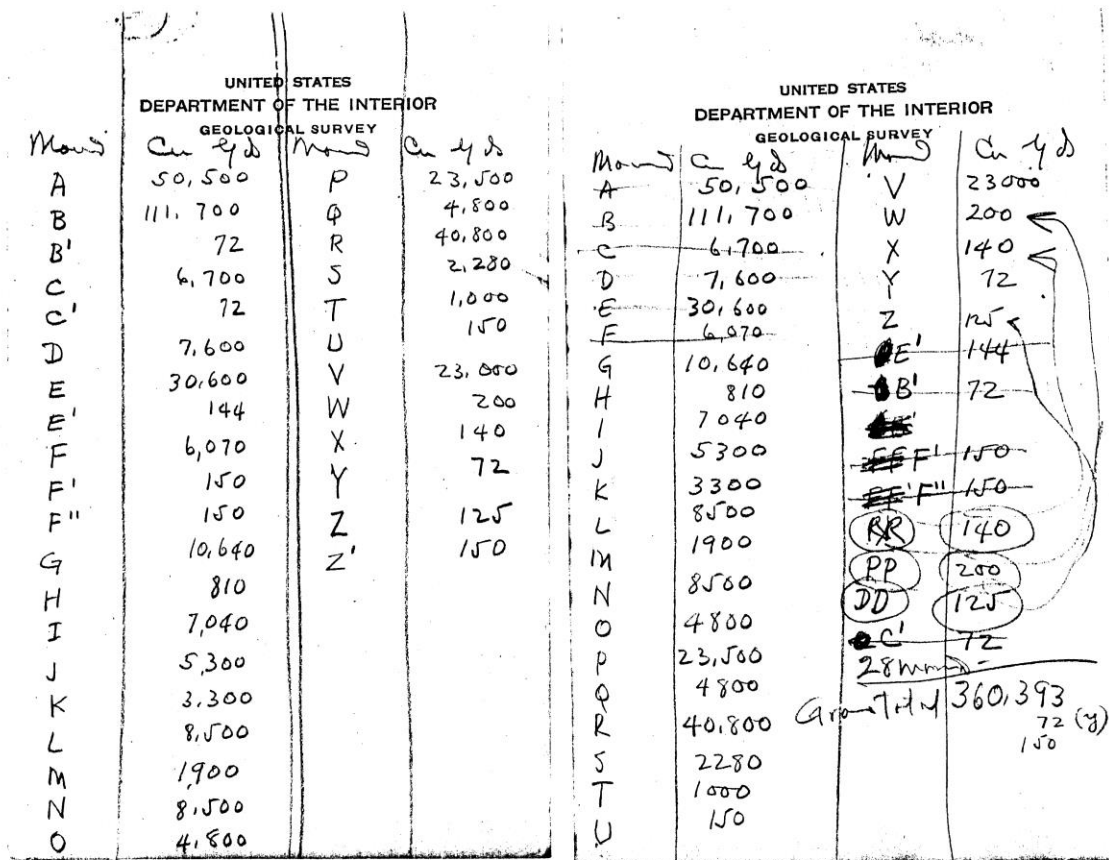 UNITED STATES
DEPARTMENT OF THE INTERIOR
GEOLOGICAL SURVEY
Mound Cu Yds Mound Cu Yds
A 50,500 P 23,500
B 111,700 Q 4,800
B' 72 R 40,800
C 6,700 S 2,280
C' 72 T 1,000
D 7,600 U 150
E 30,600 V 23,000
E' 144 W 200
F 6,070 X 140
F' 150 Y 72
F" 150 Z 125
G 10,640 Z' 150
H 810
I 7,040
J 5,300
K 3,300
L 8,500
M 1900
N 8,500
O 4,800
UNITED STATES
DEPARTMENT OF THE INTERIOR
GEOLOGICAL SURVEY
Mound Cu Yds Mound Cu Yds
A 50,500 V 23000
B 111,700 W 200
C 6,700 X 140
D 7,600 Y 72
E 30,600 Z 125
F 6,070 E' 144
G 10,640 B' 72
H 810
I 7040 FF F' 150
J 5300 FF' F" 150
K 3300 RR 140
L 8500 PP 200
M 1900 DD 125
N 8500 C' 72
O 4800 28 mounds
P 23,500 Grand Total 360,393
Q 4800 72 (y)
R 40,800 150
S 2280
T 1000
U 150